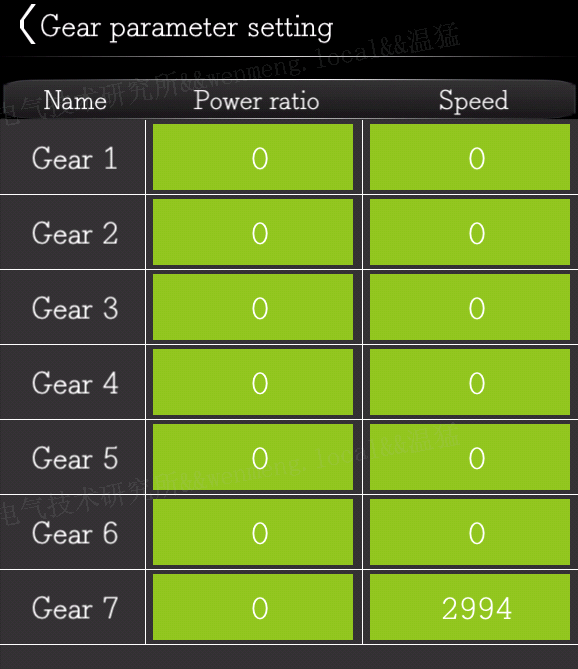 Gear parameter setting
电气技术研究所&&wenmeng.local&&温猛
Name Power ratio Speed
Gear 1 0 0
Gear 2 0 0
Gear 3 0 0
Gear 4 0 0
Gear 5 0 0
电气技术研究所&&wenmeng.local&&温猛
Gear 6 0 0
Gear 7 0 2994